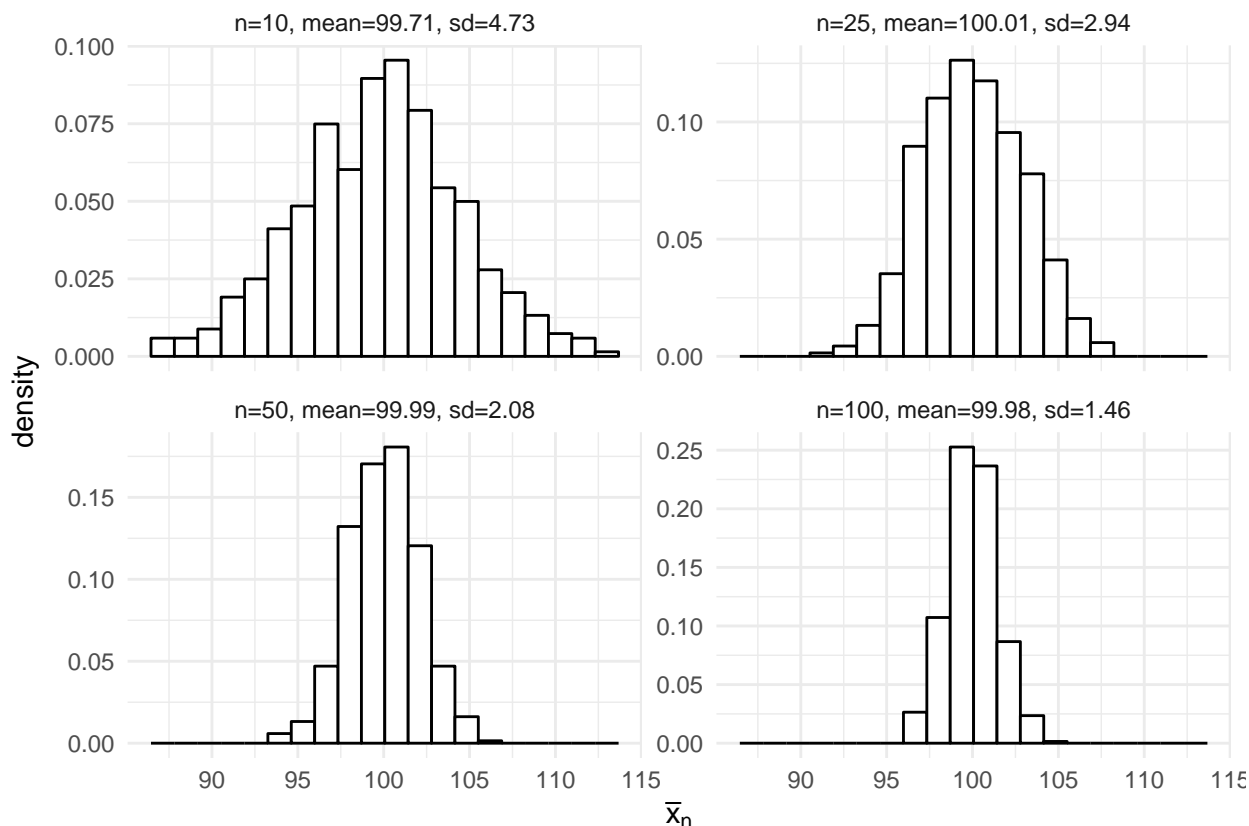 n=10, mean=99.71, sd=4.73
n=25, mean=100.01, sd=2.94
0.100
0.075
0.050
0.025
0.000
0.10
0.05
0.00
density
n=50, mean=99.99, sd=2.08
n=100, mean=99.98, sd=1.46
0.15
0.10
0.05
0.00
0.25
0.20
0.15
0.10
0.05
0.00
90 95 100 105 110 115
90 95 100 105 110 115
x̄n